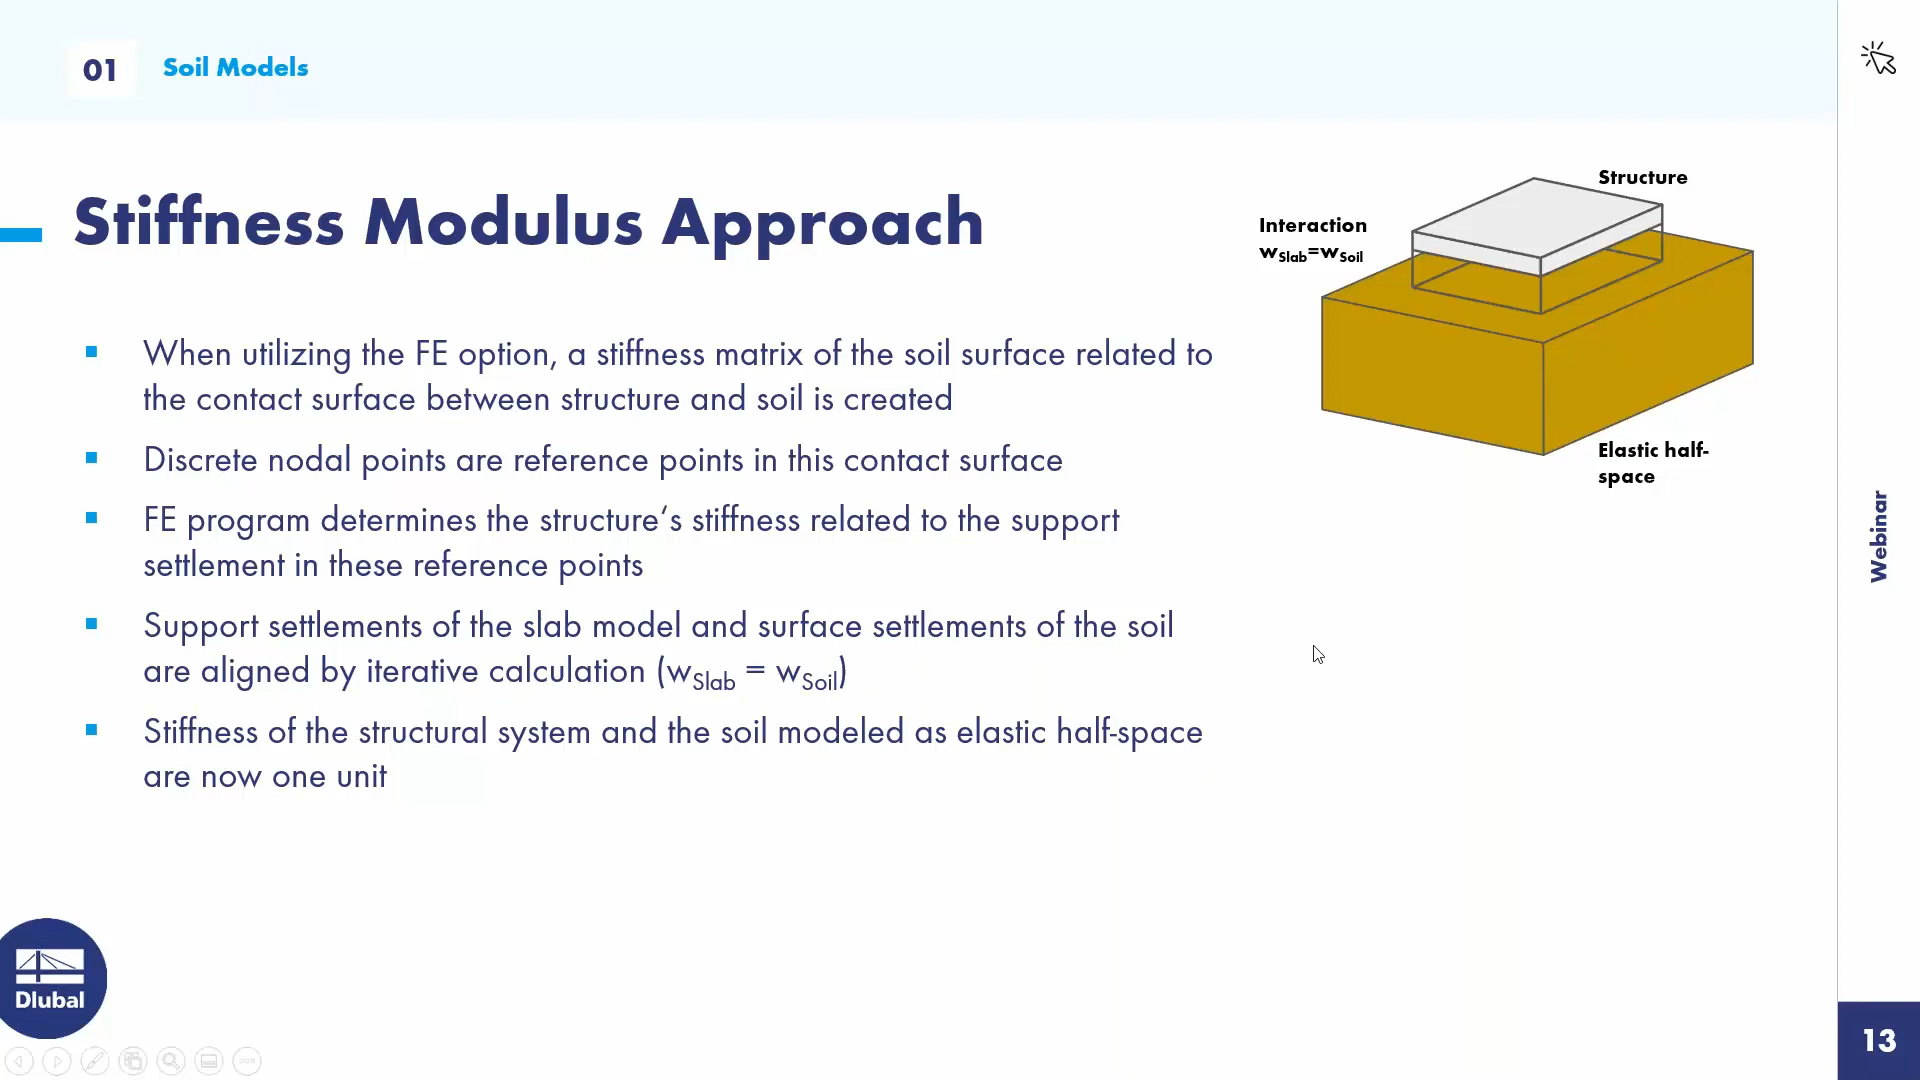 01 Soil Models
Stiffness Modulus Approach
When utilizing the FE option, a stiffness matrix of the soil surface related to
the contact surface between structure and soil is created
Discrete nodal points are reference points in this contact surface
FE program determines the structure‘s stiffness related to the support
settlement in these reference points
Support settlements of the slab model and surface settlements of the soil
are aligned by iterative calculation (wSlab = wSoil)
Stiffness of the structural system and the soil modeled as elastic half-space
are now one unit
Structure
Interaction
wSlab=wSoil
Elastic half-
space
Webinar
Dlubal
13